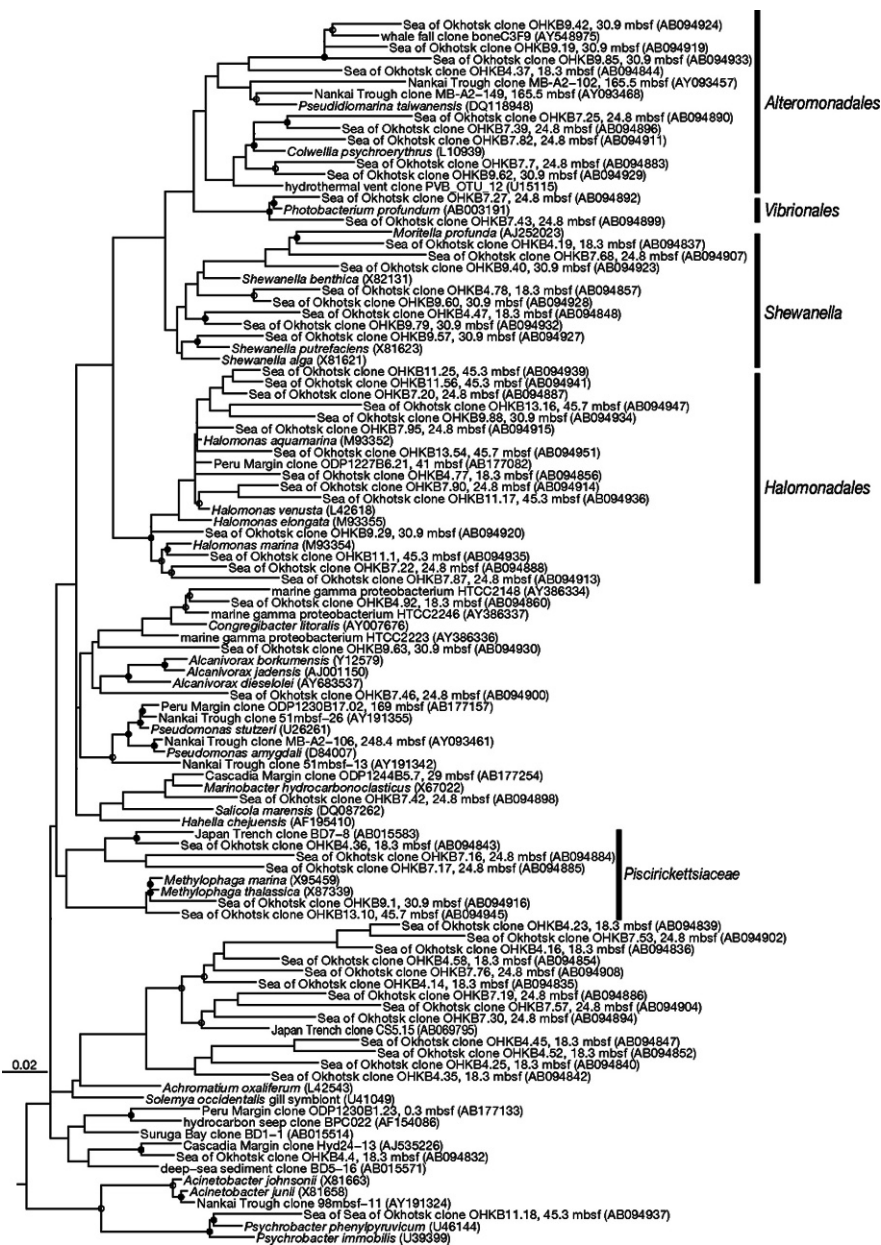 Sea of Okhotsk clone OHKB9.42, 30.9 mbsf (AB094924)
whale fall clone boneC3F9 (AY548975)
Sea of Okhotsk clone OHKB9.19, 30.9 mbsf (AB094919)
Sea of Okhotsk clone OHKB9.85, 30.9 mbsf (AB094933)
Sea of Okhotsk clone OHKB4.37, 18.3 mbsf (AB094844)
Nankai Trough clone MB-A2-102, 165.5 mbsf (AY093457)
Nankai Trough clone MB-A2-149, 165.5 mbsf (AY093468)
Pseudidiomarina taiwanensis (DQ118948)
Sea of Okhotsk clone OHKB7.25, 24.8 mbsf (AB094890)
Sea of Okhotsk clone OHKB7.39, 24.8 mbsf (AB094896)
Sea of Okhotsk clone OHKB7.82, 24.8 mbsf (AB094911)
Colwellia psychroerythrus (L10939)
Sea of Okhotsk clone OHKB7.7, 24.8 mbsf (AB094883)
Sea of Okhotsk clone OHKB9.62, 30.9 mbsf (AB094929)
hydrothermal vent clone PVB_OTU_12 (U15115)
Alteromonadales
Sea of Okhotsk clone OHKB7.27, 24.8 mbsf (AB094892)
Photobacterium profundum (AB003191)
Sea of Okhotsk clone OHKB7.43, 24.8 mbsf (AB094899)
Vibrionales
Moritella profunda (AJ252023)
Sea of Okhotsk clone OHKB4.19, 18.3 mbsf (AB094837)
Sea of Okhotsk clone OHKB7.68, 24.8 mbsf (AB094907)
Sea of Okhotsk clone OHKB9.40, 30.9 mbsf (AB094923)
Shewanella benthica (X82131)
Sea of Okhotsk clone OHKB4.78, 18.3 mbsf (AB094857)
Sea of Okhotsk clone OHKB9.60, 30.9 mbsf (AB094928)
Sea of Okhotsk clone OHKB4.47, 18.3 mbsf (AB094848)
Sea of Okhotsk clone OHKB9.79, 30.9 mbsf (AB094932)
Sea of Okhotsk clone OHKB9.57, 30.9 mbsf (AB094927)
Shewanella putrefaciens (X81623)
Shewanella alga (X81621)
Shewanella
Sea of Okhotsk clone OHKB11.25, 45.3 mbsf (AB094939)
Sea of Okhotsk clone OHKB11.56, 45.3 mbsf (AB094941)
Sea of Okhotsk clone OHKB7.20, 24.8 mbsf (AB094887)
Sea of Okhotsk clone OHKB13.16, 45.7 mbsf (AB094947)
Sea of Okhotsk clone OHKB9.88, 30.9 mbsf (AB094934)
Sea of Okhotsk clone OHKB7.95, 24.8 mbsf (AB094915)
Halomonas aquamarina (M93352)
Sea of Okhotsk clone OHKB13.54, 45.7 mbsf (AB094951)
Peru Margin clone ODP1227B6.21, 41 mbsf (AB177082)
Sea of Okhotsk clone OHKB4.77, 18.3 mbsf (AB094856)
Sea of Okhotsk clone OHKB7.90, 24.8 mbsf (AB094914)
Sea of Okhotsk clone OHKB11.17, 45.3 mbsf (AB094936)
Halomonas venusta (L42618)
Halomonas elongata (M93355)
Sea of Okhotsk clone OHKB9.29, 30.9 mbsf (AB094920)
Halomonas marina (M93354)
Sea of Okhotsk clone OHKB11.1, 45.3 mbsf (AB094935)
Sea of Okhotsk clone OHKB7.22, 24.8 mbsf (AB094888)
Sea of Okhotsk clone OHKB7.87, 24.8 mbsf (AB094913)
Halomonadales
marine gamma proteobacterium HTCC2148 (AY386334)
Sea of Okhotsk clone OHKB4.92, 18.3 mbsf (AB094860)
marine gamma proteobacterium HTCC2246 (AY386337)
Congregibacter litoralis (AY007676)
marine gamma proteobacterium HTCC2223 (AY386336)
Sea of Okhotsk clone OHKB9.63, 30.9 mbsf (AB094930)
Alcanivorax borkumensis (Y12579)
Alcanivorax jadensis (AJ001150)
Alcanivorax dieselolei (AY683537)
Sea of Okhotsk clone OHKB7.46, 24.8 mbsf (AB094900)
Peru Margin clone ODP1230B17.02, 169 mbsf (AB177157)
Nankai Trough clone 51mbsf-26 (AY191355)
Pseudomonas stutzeri (U26261)
Nankai Trough clone MB-A2-106, 248.4 mbsf (AY093461)
Pseudomonas amygdali (D84007)
Nankai Trough clone 51mbsf-13 (AY191342)
Cascadia Margin clone ODP1244B5.7, 29 mbsf (AB177254)
Marinobacter hydrocarbonoclasticus (X67022)
Sea of Okhotsk clone OHKB7.42, 24.8 mbsf (AB094898)
Salicola marensis (DQ087262)
Hahella chejuensis (AF195410)
Japan Trench clone BD7-8 (AB015583)
Sea of Okhotsk clone OHKB4.36, 18.3 mbsf (AB094843)
Sea of Okhotsk clone OHKB7.16, 24.8 mbsf (AB094884)
Sea of Okhotsk clone OHKB7.17, 24.8 mbsf (AB094885)
Methylophaga marina (X95459)
Methylophaga thalassica (X87339)
Sea of Okhotsk clone OHKB9.1, 30.9 mbsf (AB094916)
Sea of Okhotsk clone OHKB13.10, 45.7 mbsf (AB094945)
Piscirickettsiaceae
Sea of Okhotsk clone OHKB4.23, 18.3 mbsf (AB094839)
Sea of Okhotsk clone OHKB7.53, 24.8 mbsf (AB094902)
Sea of Okhotsk clone OHKB4.16, 18.3 mbsf (AB094836)
Sea of Okhotsk clone OHKB4.58, 18.3 mbsf (AB094854)
Sea of Okhotsk clone OHKB7.76, 24.8 mbsf (AB094908)
Sea of Okhotsk clone OHKB4.14, 18.3 mbsf (AB094835)
Sea of Okhotsk clone OHKB7.19, 24.8 mbsf (AB094886)
Sea of Okhotsk clone OHKB7.57, 24.8 mbsf (AB094904)
Sea of Okhotsk clone OHKB7.30, 24.8 mbsf (AB094894)
Japan Trench clone CS5.15 (AB069795)
Sea of Okhotsk clone OHKB4.45, 18.3 mbsf (AB094847)
Sea of Okhotsk clone OHKB4.52, 18.3 mbsf (AB094852)
Sea of Okhotsk clone OHKB4.25, 18.3 mbsf (AB094840)
Sea of Okhotsk clone OHKB4.35, 18.3 mbsf (AB094842)
0.02
Achromatium oxaliferum (L42543)
Solemya occidentalis gill symbiont (U41049)
Peru Margin clone ODP1230B1.23, 0.3 mbsf (AB177133)
hydrocarbon seep clone BPC022 (AF154086)
Suruga Bay clone BD1-1 (AB015514)
Cascadia Margin clone Hyd24-13 (AJ535226)
Sea of Okhotsk clone OHKB4.4, 18.3 mbsf (AB094832)
deep-sea sediment clone BD5-16 (AB015571)
Acinetobacter johnsonii (X81663)
Acinetobacter junii (X81658)
Nankai Trough clone 98mbsf-11 (AY191324)
Sea of Sea of Okhotsk clone OHKB11.18, 45.3 mbsf (AB094937)
Psychrobacter phenylpyruvicum (U46144)
Psychrobacter immobilis (U39399)